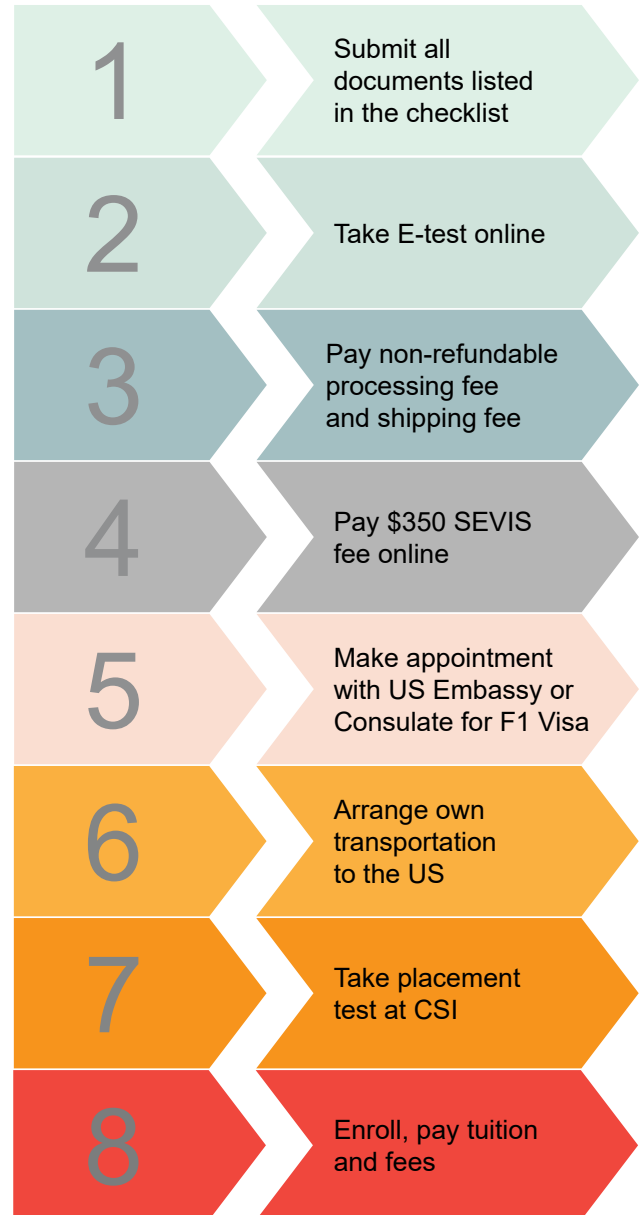 1
Submit all
documents listed
in the checklist
2
Take E-test online
3
Pay non-refundable
processing fee
and shipping fee
4
Pay $350 SEVIS
fee online
5
Make appointment
with US Embassy or
Consulate for F1 Visa
6
Arrange own
transportation
to the US
7
Take placement
test at CSI
8
Enroll, pay tuition
and fees